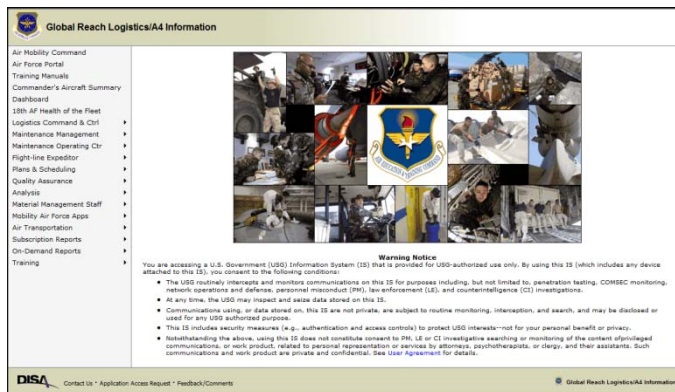 Global Reach Logistics/A4 Information
Air Mobility Command
Air Force Portal
Training Manuals
Commander's Aircraft Summary
Dashboard
18th AF Health of the Fleet
Logistics Command & Ctrl
Maintenance Management
Maintenance Operating Ctr
Flight-line Expeditor
Plans & Scheduling
Quality Assurance
Analysis
Material Management Staff
Mobility Air Force Apps
Air Transportation
Subscription Reports
On-Demand Reports
Training
AIR EDUCATION & TRAINING COMMAND
Warning Notice
You are accessing a U.S. Government (USG) Information System (IS) that is provided for USG-authorized use only. By using this IS (which includes any device
attached to this IS), you consent to the following conditions:
• The USG routinely intercepts and monitors communications on this IS for purposes including, but not limited to, penetration testing, COMSEC monitoring,
network operations and defense, personnel misconduct (PM), law enforcement (LE), and counterintelligence (CI) investigations.
• At any time, the USG may inspect and seize data stored on this IS.
• Communications using, or data stored on, this IS are not private, are subject to routine monitoring, interception, and search, and may be disclosed or
used for any USG authorized purpose.
• This IS includes security measures (e.g., authentication and access controls) to protect USG interests--not for your personal benefit or privacy.
• Notwithstanding the above, using this IS does not constitute consent to PM, LE or CI investigative searching or monitoring of the content ofprivileged
communications, or work product, related to personal representation or services by attorneys, psychotherapists, or clergy, and their assistants. Such
communications and work product are private and confidential. See User Agreement for details.
DISA Contact Us * Application Access Request * Feedback/Comments
Global Reach Logistics/A4 Information